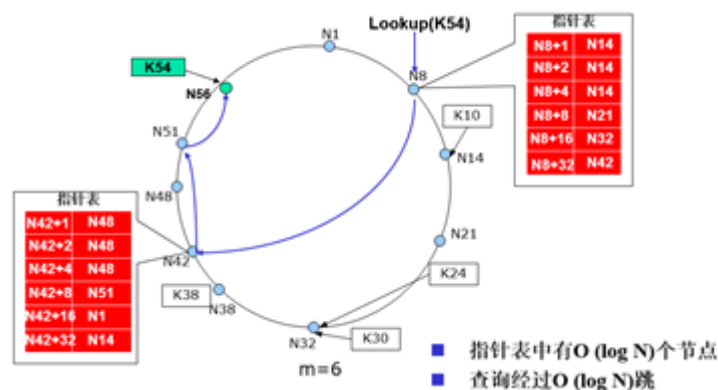 Lookup(K54)
指针表
N8+1 N14
N8+2 N14
N8+4 N14
N8+8 N21
N8+16 N32
N8+32 N42
N1
K54
N8
N56
K10
N51
N14
N48
指针表
N42+1 N48
N42+2 N48
N42+4 N48
N42+8 N51
N42+16 N1
N42+32 N14
N21
N42
K24
K38
N38
N32
K30
m=6
指针表中有O (log N)个节点
查询经过O (log N)跳